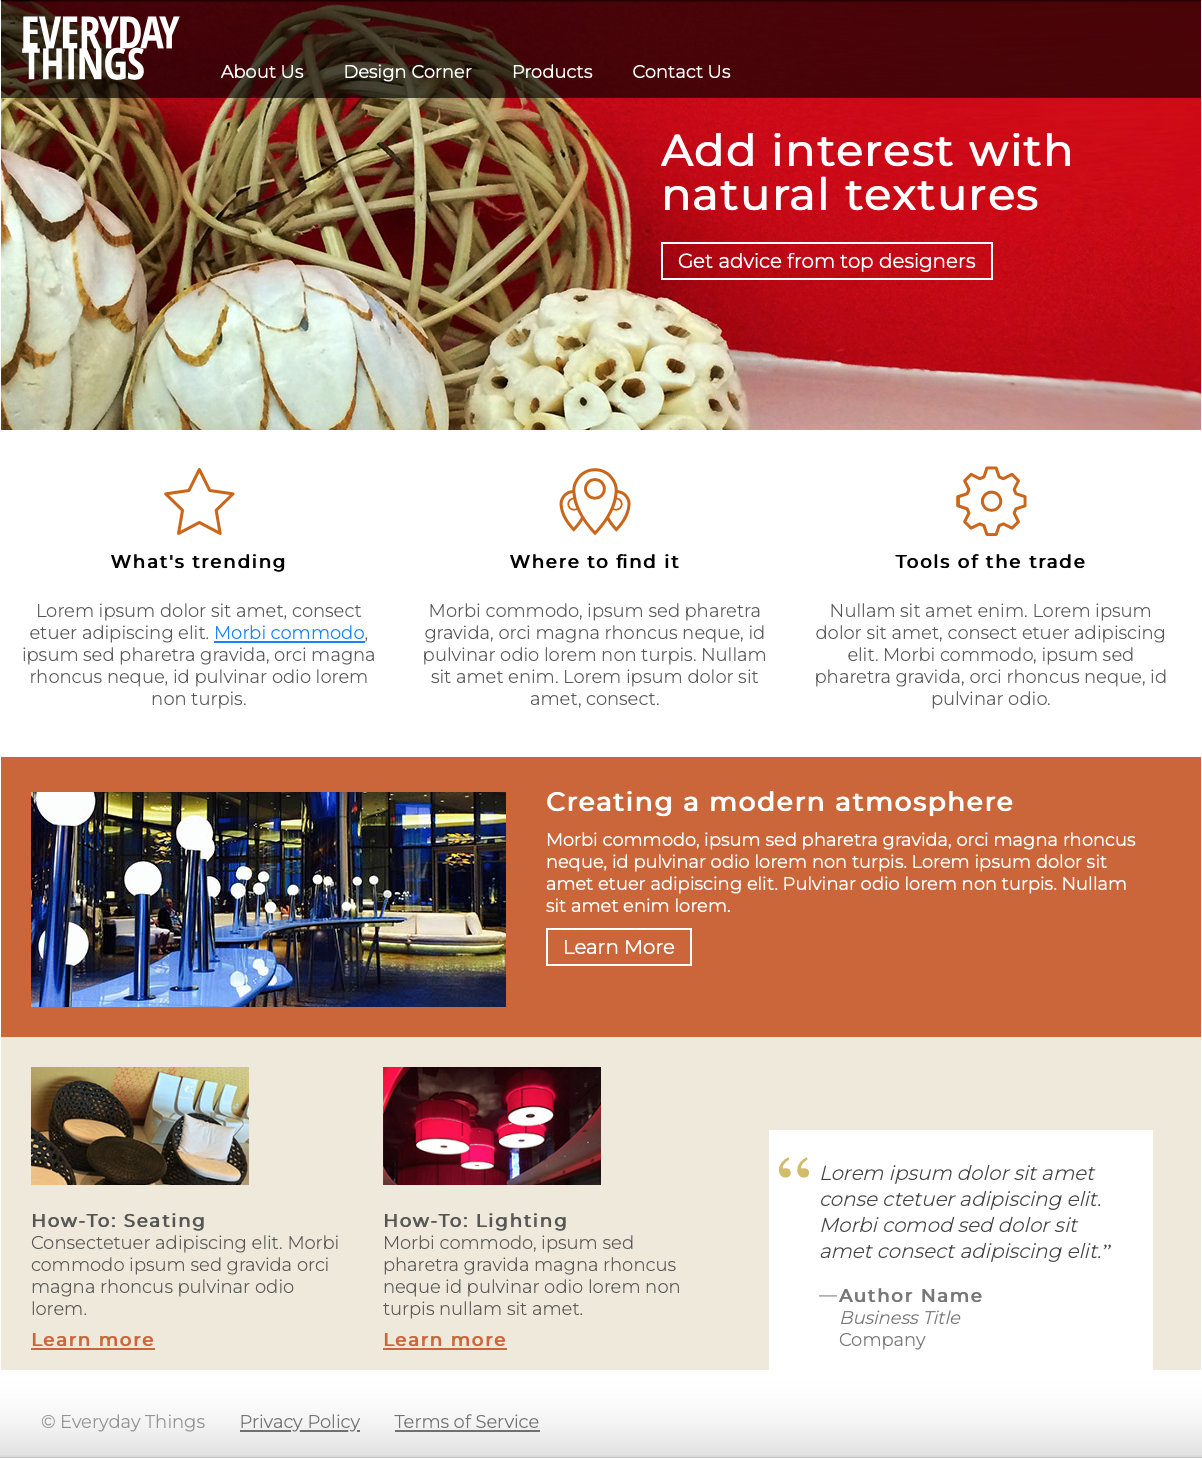 EVERYDAY
THINGS
About Us Design Corner Products Contact Us
Add interest with
natural textures
Get advice from top designers
What's trending
Lorem ipsum dolor sit amet, consect
etuer adipiscing elit. Morbi commodo,
ipsum sed pharetra gravida, orci magna
rhoncus neque, id pulvinar odio lorem
non turpis.
Where to find it
Morbi commodo, ipsum sed pharetra
gravida, orci magna rhoncus neque, id
pulvinar odio lorem non turpis. Nullam
sit amet enim. Lorem ipsum dolor sit
amet, consect.
Tools of the trade
Nullam sit amet enim. Lorem ipsum
dolor sit amet, consect etuer adipiscing
elit. Morbi commodo, ipsum sed
pharetra gravida, orci rhoncus neque, id
pulvinar odio.
Creating a modern atmosphere
Morbi commodo, ipsum sed pharetra gravida, orci magna rhoncus
neque, id pulvinar odio lorem non turpis. Lorem ipsum dolor sit
amet etuer adipiscing elit. Pulvinar odio lorem non turpis. Nullam
sit amet enim lorem.
Learn More
How-To: Seating
Consectetuer adipiscing elit. Morbi
commodo ipsum sed gravida orci
magna rhoncus pulvinar odio
lorem.
Learn more
How-To: Lighting
Morbi commodo, ipsum sed
pharetra gravida magna rhoncus
neque id pulvinar odio lorem non
turpis nullam sit amet.
Learn more
“ Lorem ipsum dolor sit amet
conse ctetuer adipiscing elit.
Morbi comod sed dolor sit
amet consect adipiscing elit.”
—Author Name
Business Title
Company
© Everyday Things Privacy Policy Terms of Service